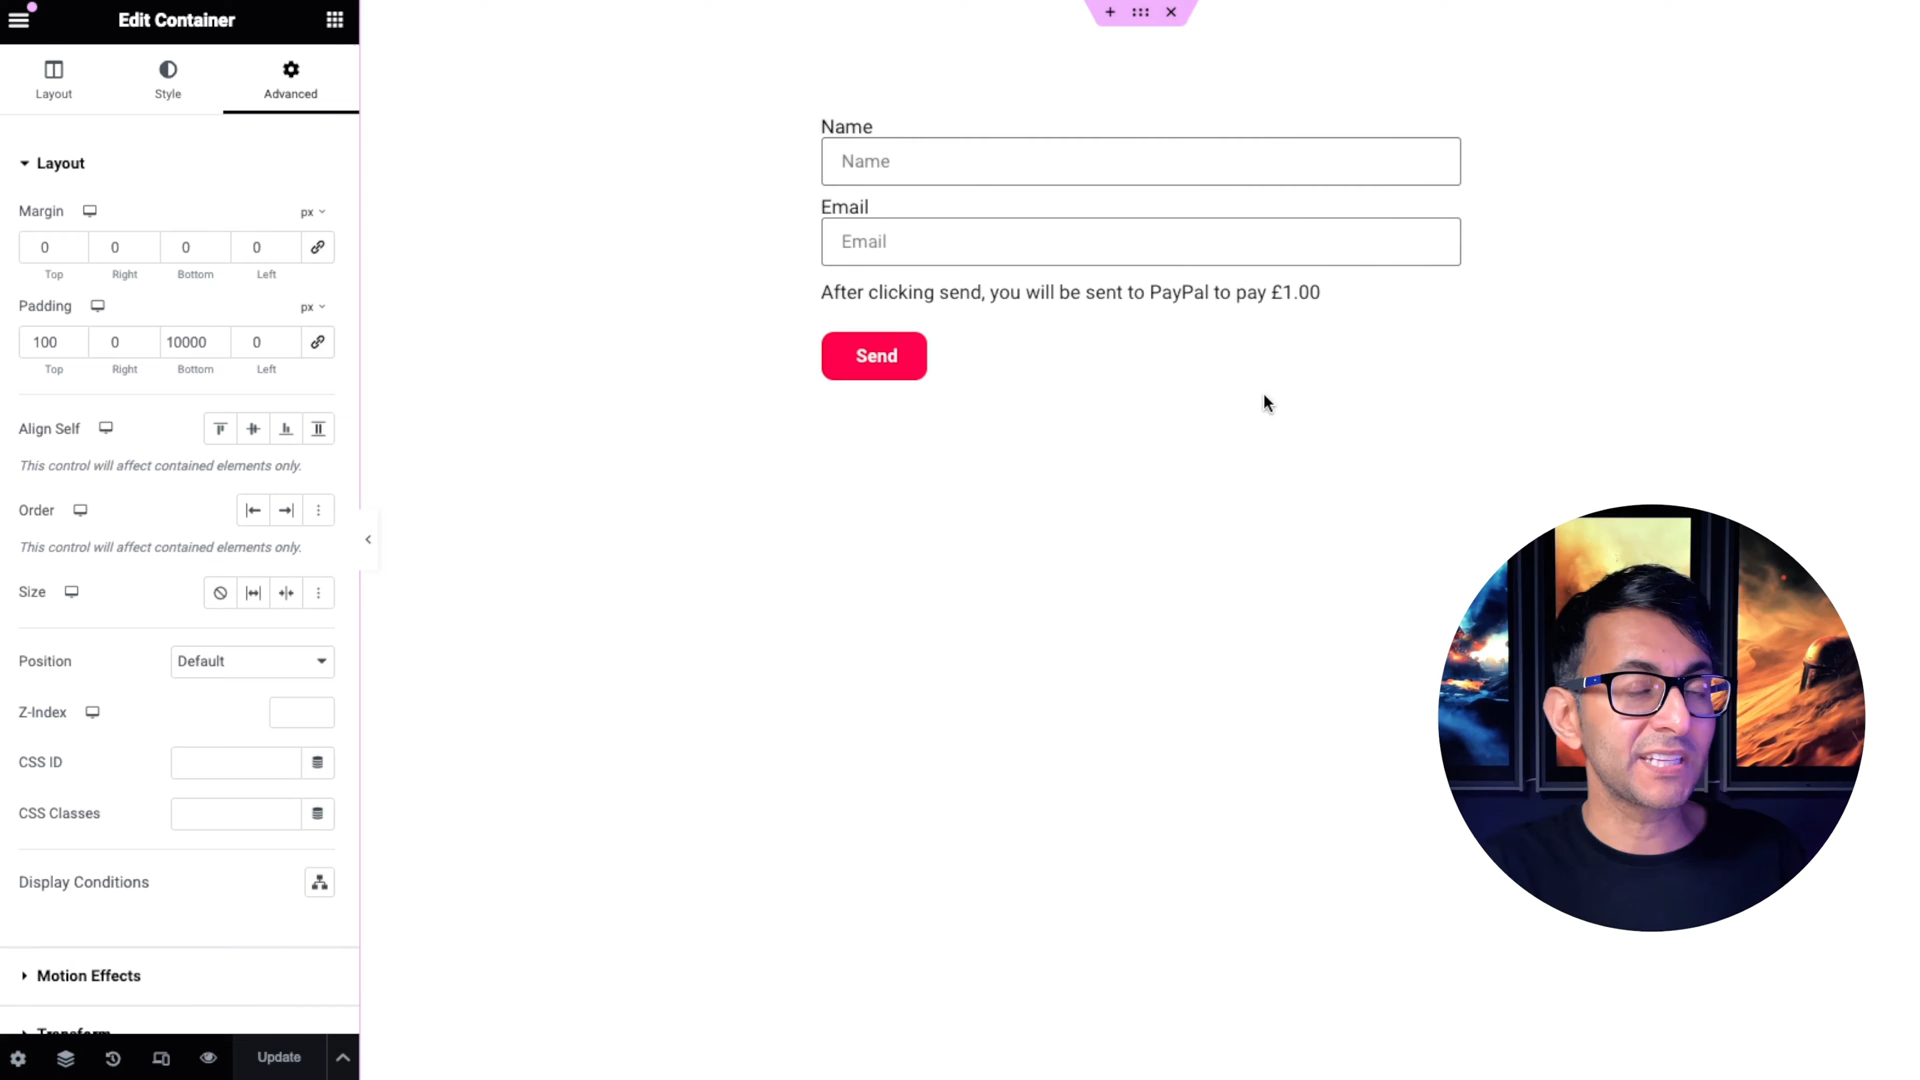 Edit Container
Layout
Style
Advanced
Layout
Margin
px
0
0
0
0
Top
Right
Bottom
Left
Padding
px
100
0
10000
0
Top
Right
Bottom
Left
Align Self
This control will affect contained elements only.
Order
This control will affect contained elements only.
Size
Position
Default
Z-Index
CSS ID
CSS Classes
Display Conditions
Motion Effects
Transform
Update
Name
Name
Email
Email
After clicking send, you will be sent to PayPal to pay £1.00
Send